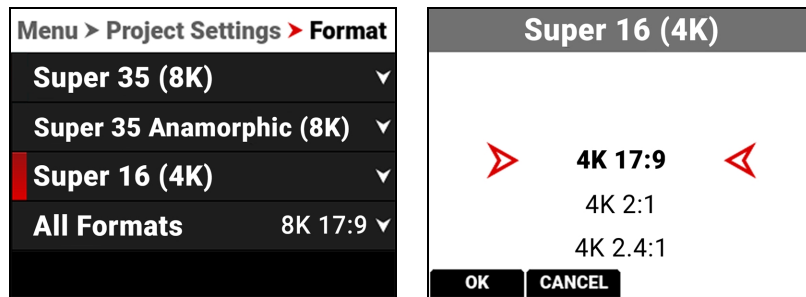 Menu > Project Settings > Format
Super 35 (8K)
Super 35 Anamorphic (8K)
Super 16 (4K)
All Formats 8K 17:9
Super 16 (4K)
4K 17:9
4K 2:1
4K 2.4:1
OK CANCEL